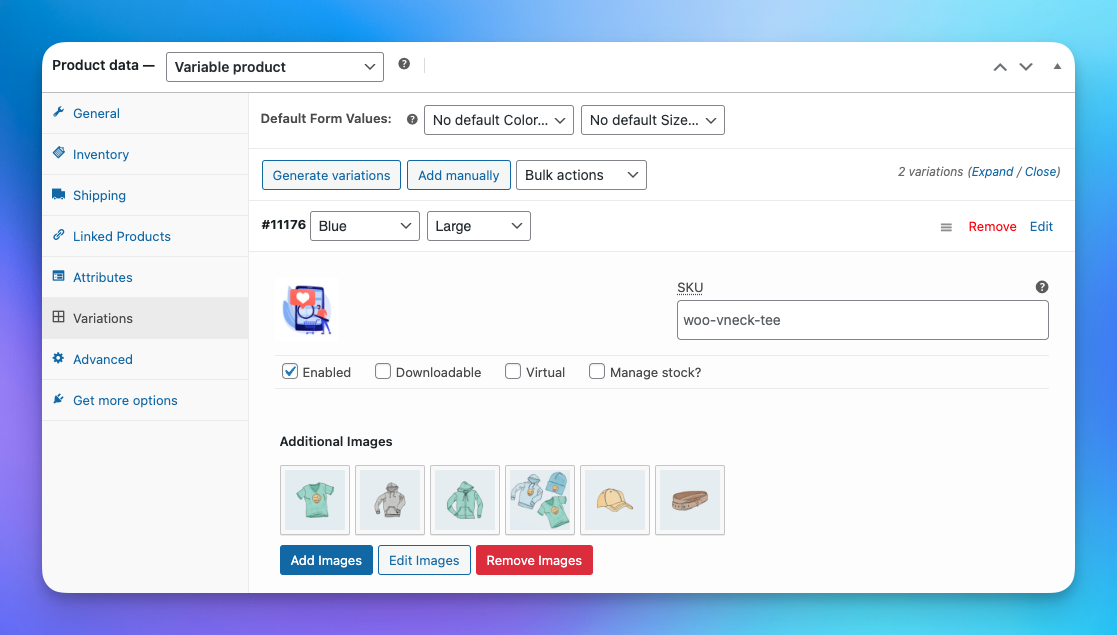 Product data — Variable product
General
Inventory
Shipping
Linked Products
Attributes
Variations
Advanced
Get more options
Default Form Values: No default Color... No default Size...
Generate variations Add manually Bulk actions 2 variations (Expand / Close)
#11176 Blue Large Remove Edit
SKU
woo-vneck-tee
Enabled Downloadable Virtual Manage stock?
Additional Images
Add Images Edit Images Remove Images